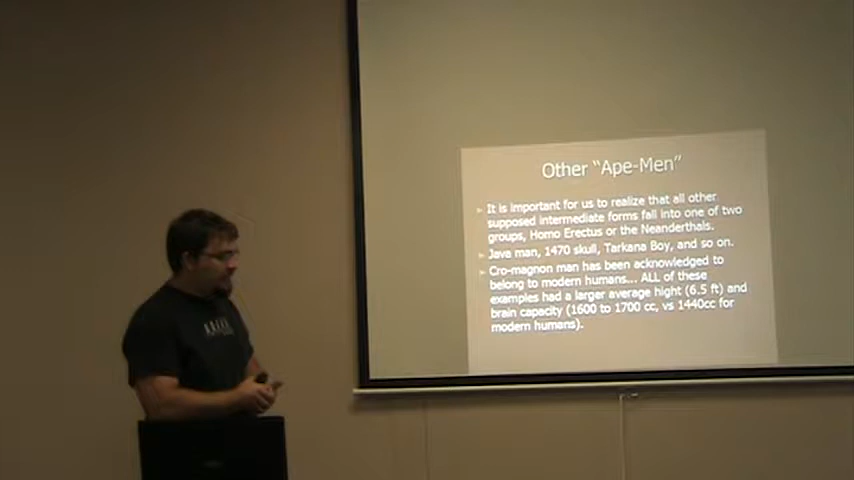 Other "Ape-Men"
It is important for us to realize that all other
supposed intermediate forms fall into one of two
groups, Homo Erectus or the Neanderthals.
Java man, 1470 skull, Tarkana Boy, and so on.
Cro-magnon man has been acknowledged to
belong to modern humans... ALL of these
examples had a larger average hight (6.5 ft) and
brain capacity (1600 to 1700 cc, vs 1440cc for
modern humans).